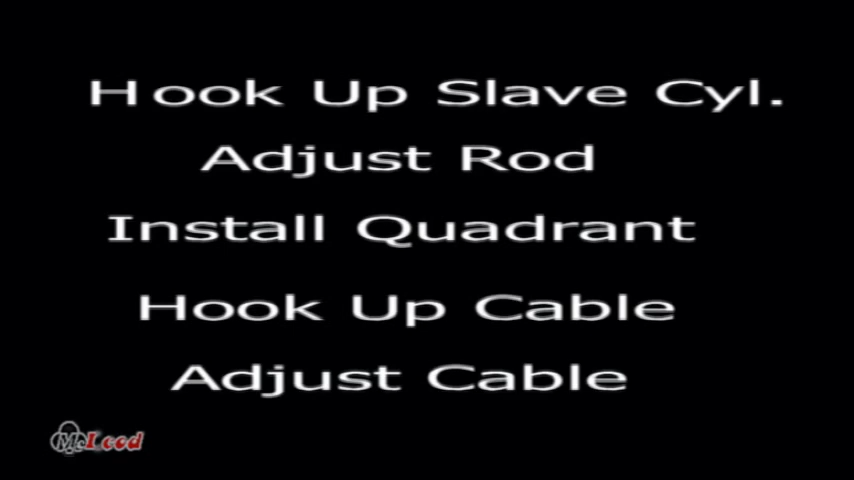 Hook Up Slave Cyl.
Adjust Rod
Install Quadrant
Hook Up Cable
Adjust Cable
McLeod